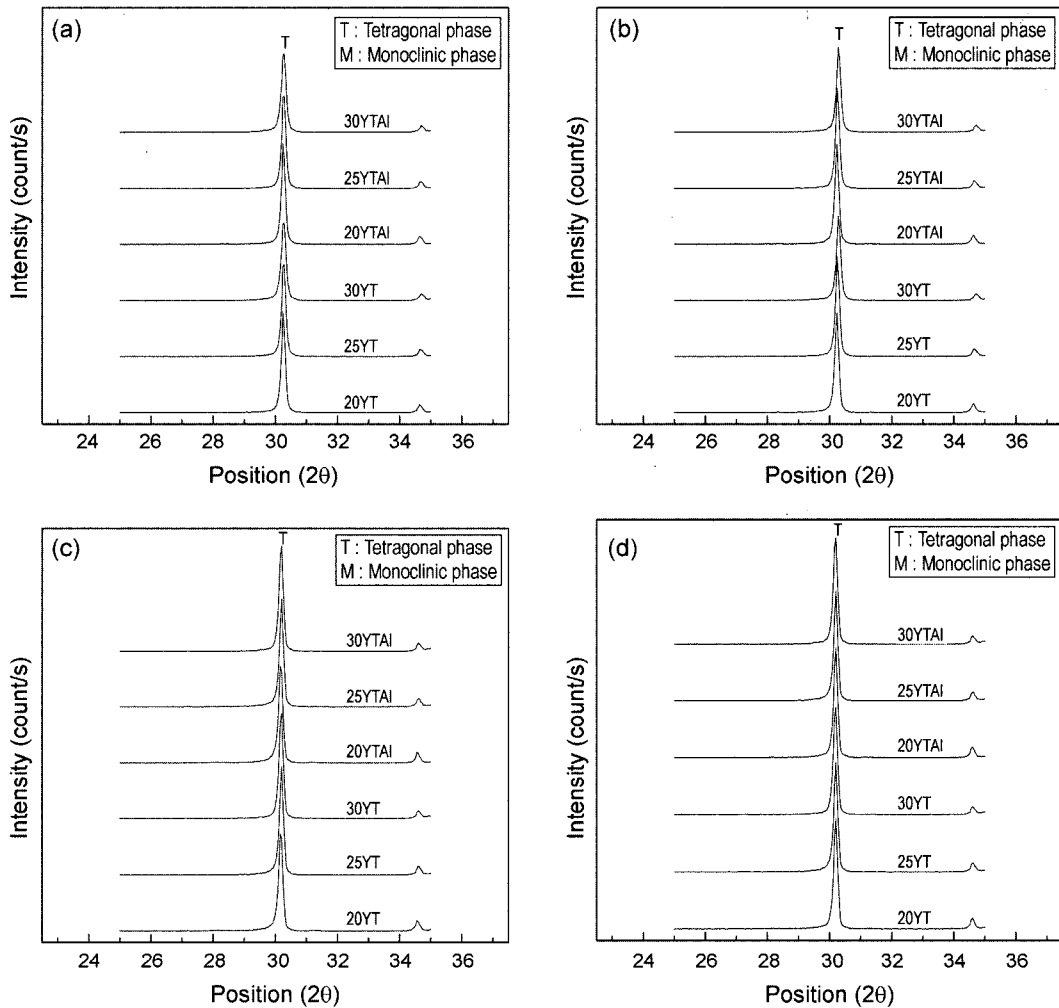 (a)
T
T : Tetragonal phase
M : Monoclinic phase
30YTAl
25YTAl
20YTAl
30YT
25YT
20YT
Intensity (count/s)
24 26 28 30 32 34 36
Position (2θ)
(b)
T
T : Tetragonal phase
M : Monoclinic phase
30YTAl
25YTAl
20YTAl
30YT
25YT
20YT
Intensity (count/s)
24 26 28 30 32 34 36
Position (2θ)
(c)
T
T : Tetragonal phase
M : Monoclinic phase
30YTAl
25YTAl
20YTAl
30YT
25YT
20YT
Intensity (count/s)
24 26 28 30 32 34 36
Position (2θ)
(d)
T
T : Tetragonal phase
M : Monoclinic phase
30YTAl
25YTAl
20YTAl
30YT
25YT
20YT
Intensity (count/s)
24 26 28 30 32 34 36
Position (2θ)